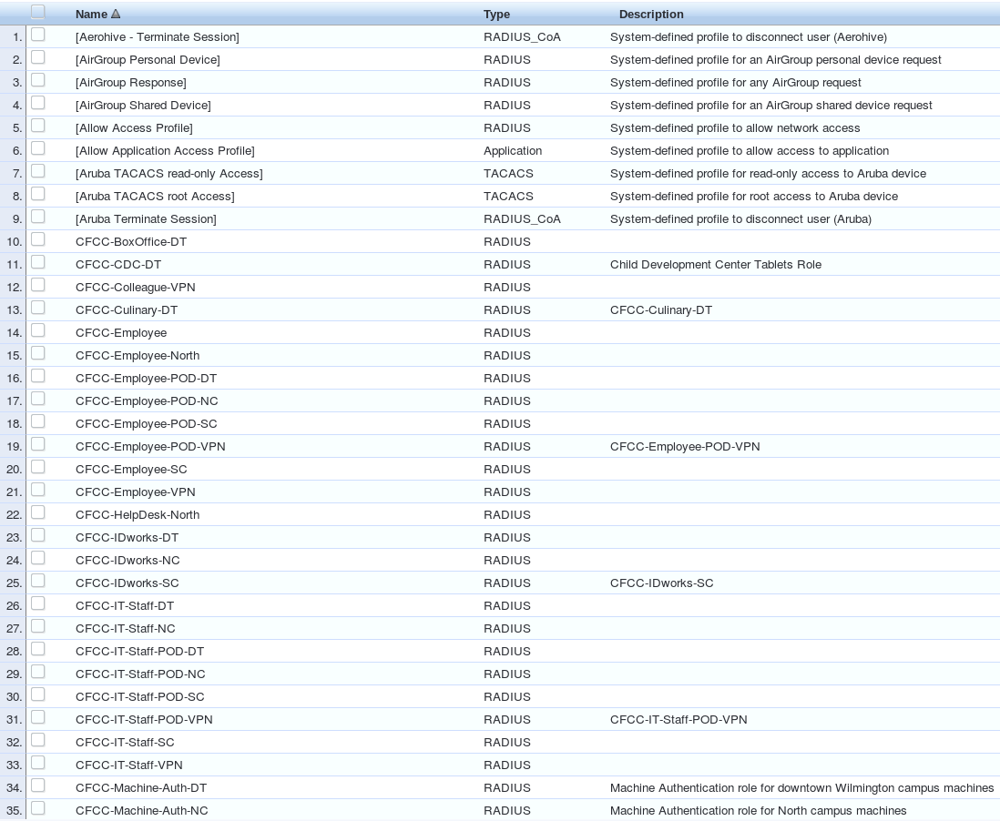 Name Type Description
1. [Aerohive - Terminate Session] RADIUS_CoA System-defined profile to disconnect user (Aerohive)
2. [AirGroup Personal Device] RADIUS System-defined profile for an AirGroup personal device request
3. [AirGroup Response] RADIUS System-defined profile for any AirGroup request
4. [AirGroup Shared Device] RADIUS System-defined profile for an AirGroup shared device request
5. [Allow Access Profile] RADIUS System-defined profile to allow network access
6. [Allow Application Access Profile] Application System-defined profile to allow access to application
7. [Aruba TACACS read-only Access] TACACS System-defined profile for read-only access to Aruba device
8. [Aruba TACACS root Access] TACACS System-defined profile for root access to Aruba device
9. [Aruba Terminate Session] RADIUS_CoA System-defined profile to disconnect user (Aruba)
10. CFCC-BoxOffice-DT RADIUS
11. CFCC-CDC-DT RADIUS Child Development Center Tablets Role
12. CFCC-Colleague-VPN RADIUS
13. CFCC-Culinary-DT RADIUS CFCC-Culinary-DT
14. CFCC-Employee RADIUS
15. CFCC-Employee-North RADIUS
16. CFCC-Employee-POD-DT RADIUS
17. CFCC-Employee-POD-NC RADIUS
18. CFCC-Employee-POD-SC RADIUS
19. CFCC-Employee-POD-VPN RADIUS CFCC-Employee-POD-VPN
20. CFCC-Employee-SC RADIUS
21. CFCC-Employee-VPN RADIUS
22. CFCC-HelpDesk-North RADIUS
23. CFCC-IDworks-DT RADIUS
24. CFCC-IDworks-NC RADIUS
25. CFCC-IDworks-SC RADIUS CFCC-IDworks-SC
26. CFCC-IT-Staff-DT RADIUS
27. CFCC-IT-Staff-NC RADIUS
28. CFCC-IT-Staff-POD-DT RADIUS
29. CFCC-IT-Staff-POD-NC RADIUS
30. CFCC-IT-Staff-POD-SC RADIUS
31. CFCC-IT-Staff-POD-VPN RADIUS CFCC-IT-Staff-POD-VPN
32. CFCC-IT-Staff-SC RADIUS
33. CFCC-IT-Staff-VPN RADIUS
34. CFCC-Machine-Auth-DT RADIUS Machine Authentication role for downtown Wilmington campus machines
35. CFCC-Machine-Auth-NC RADIUS Machine Authentication role for North campus machines